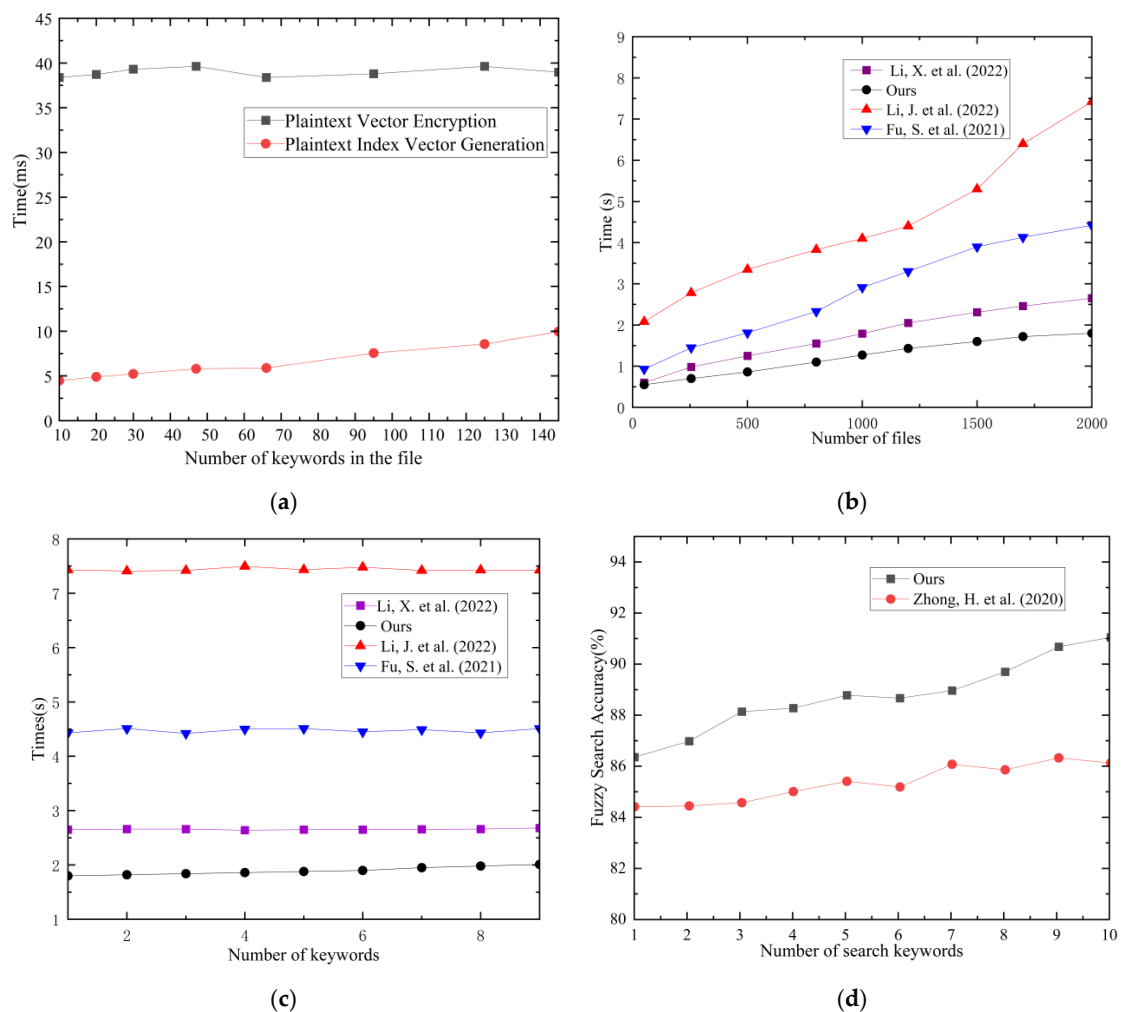 45
40
35
30
25
20
15
10
5
0
Time(ms)
Plaintext Vector Encryption
Plaintext Index Vector Generation
10 20 30 40 50 60 70 80 90 100 110 120 130 140
Number of keywords in the file
(a)
9
8
7
6
5
4
3
2
1
0
Time (s)
Li, X. et al. (2022)
Ours
Li, J. et al. (2022)
Fu, S. et al. (2021)
0 500 1000 1500 2000
Number of files
(b)
8
7
6
5
4
3
2
1
Times(s)
Li, X. et al. (2022)
Ours
Li, J. et al. (2022)
Fu, S. et al. (2021)
2 4 6 8
Number of keywords
(c)
94
92
90
88
86
84
82
80
Fuzzy Search Accuracy(%)
Ours
Zhong, H. et al. (2020)
1 2 3 4 5 6 7 8 9 10
Number of search keywords
(d)